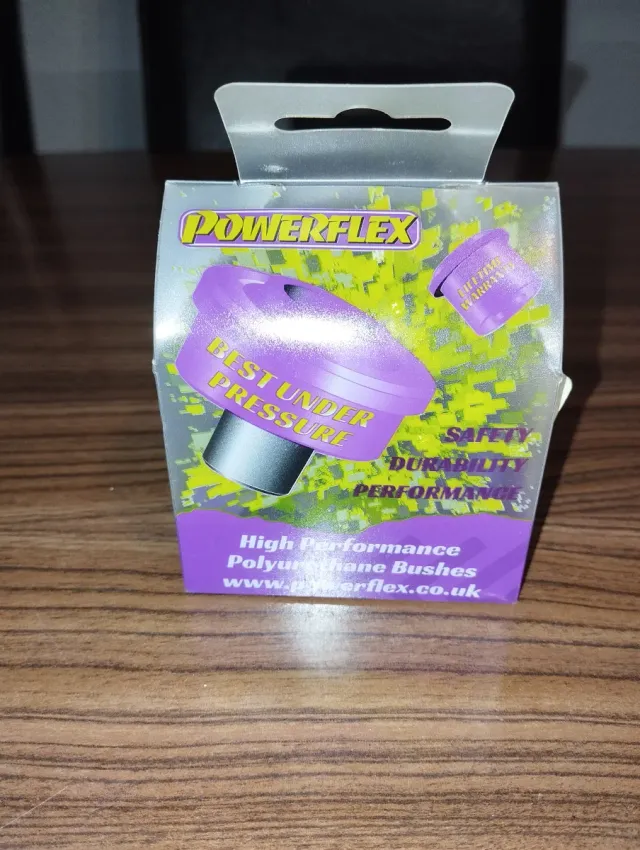 POWERFLEX
LIFETIME
WARRANTY
BEST UNDER
PRESSURE
SAFETY
DURABILITY
PERFORMANCE
High Performance
Polyurethane Bushes
www.powerflex.co.uk